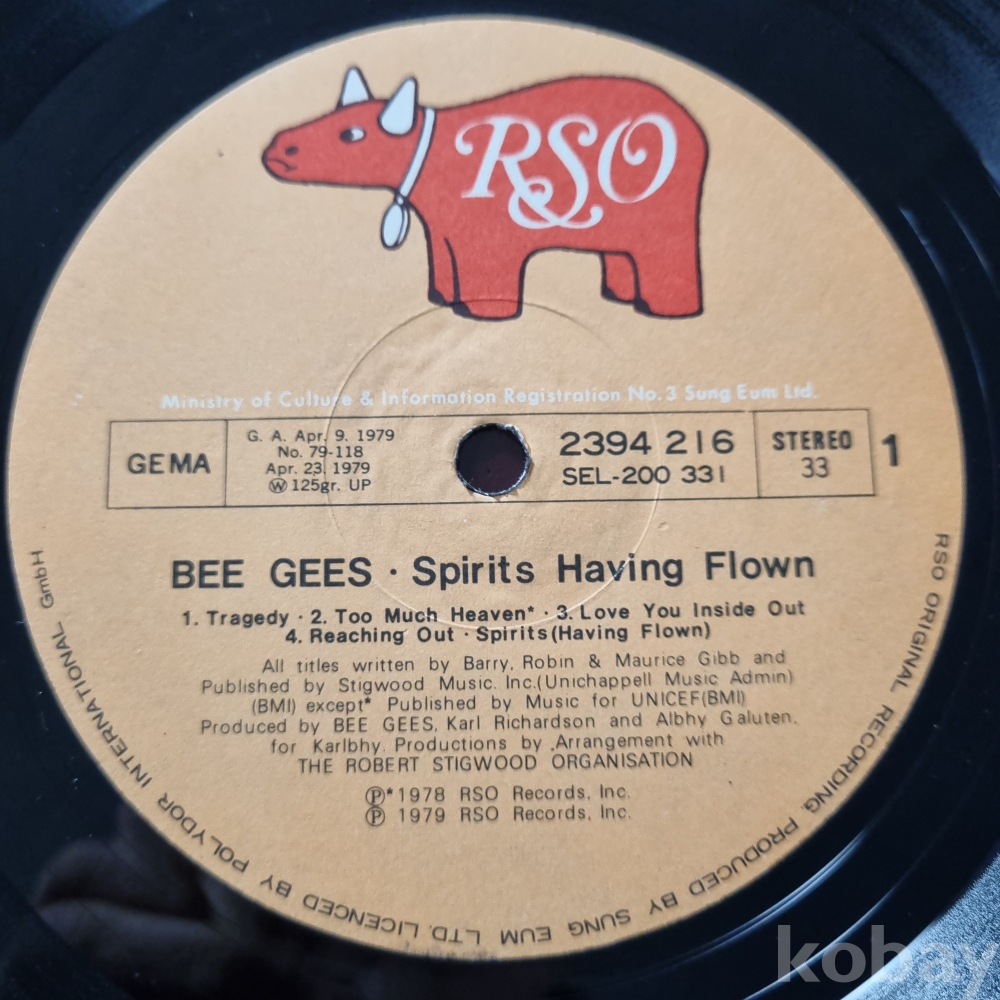 RSO
Ministry of Culture & Information Registration No.3 Sung Eum Ltd.
GEMA
G. A. Apr. 9. 1979
No. 79-118
Apr. 23. 1979
Ⓦ 125gr. UP
2394 216
SEL-200 331
STEREO
33
1
BEE GEES · Spirits Having Flown
1. Tragedy · 2. Too Much Heaven* · 3. Love You Inside Out
4. Reaching Out · Spirits(Having Flown)
All titles written by Barry, Robin & Maurice Gibb and
Published by Stigwood Music. Inc.(Unichappell Music Admin)
(BMI) except* Published by Music for UNICEF(BMI)
Produced by BEE GEES, Karl Richardson and Albhy Galuten.
for Karlbhy. Productions by Arrangement with
THE ROBERT STIGWOOD ORGANISATION
Ⓟ*1978 RSO Records, Inc.
Ⓟ 1979 RSO Records, Inc.
RSO ORIGINAL RECORDING. PRODUCED BY SUNG EUM LTD. LICENCED BY POLYDOR INTERNATIONAL GmbH
kobay